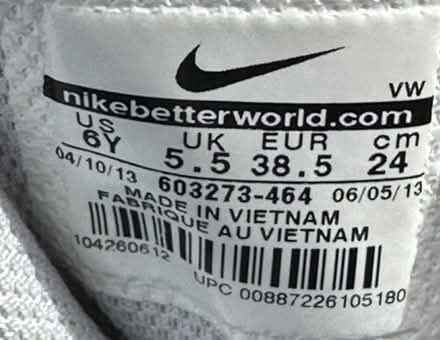 VW
nikebetterworld.com
US UK EUR cm
6Y 5.5 38.5 24
04/10/13 603273-464 06/05/13
MADE IN VIETNAM
FABRIQUE AU VIETNAM
104260612
UPC 00887226105180